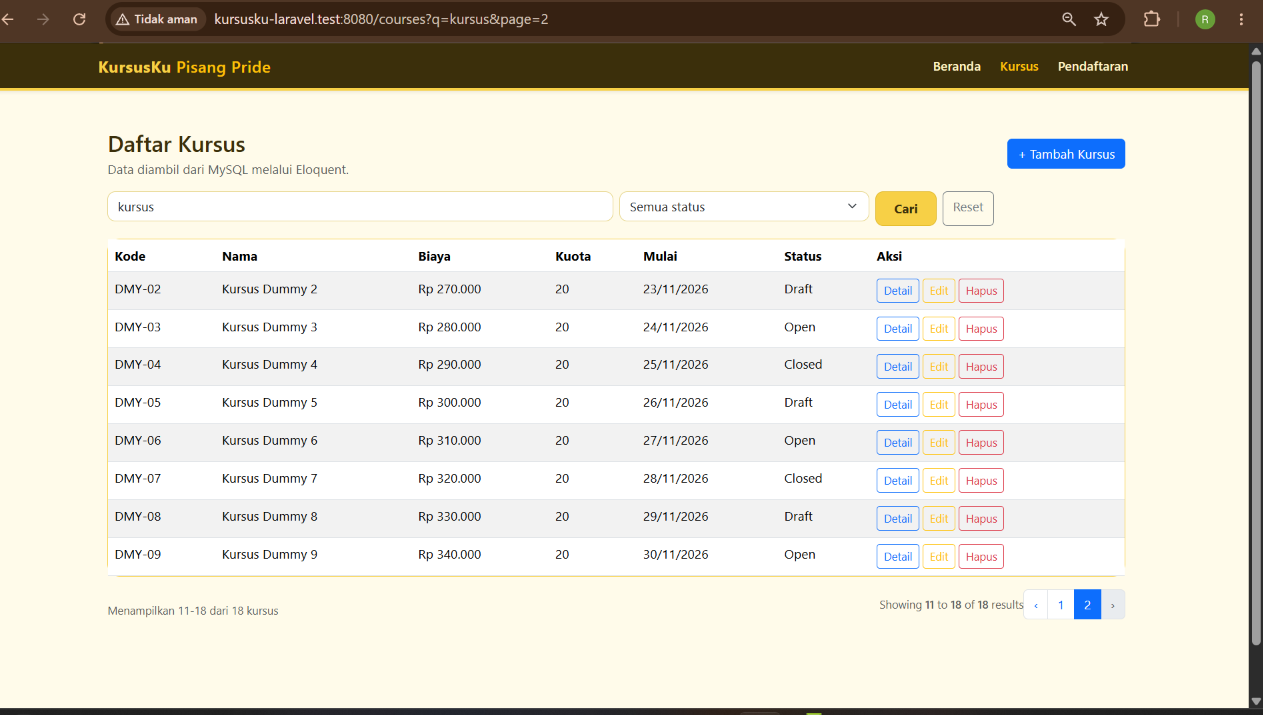 Tidak aman kursusku-laravel.test:8080/courses?q=kursus&page=2 R
KursusKu Pisang Pride Beranda Kursus Pendaftaran
Daftar Kursus
Data diambil dari MySQL melalui Eloquent.
+ Tambah Kursus
kursus Semua status Cari Reset
Kode Nama Biaya Kuota Mulai Status Aksi
DMY-02 Kursus Dummy 2 Rp 270.000 20 23/11/2026 Draft Detail Edit Hapus
DMY-03 Kursus Dummy 3 Rp 280.000 20 24/11/2026 Open Detail Edit Hapus
DMY-04 Kursus Dummy 4 Rp 290.000 20 25/11/2026 Closed Detail Edit Hapus
DMY-05 Kursus Dummy 5 Rp 300.000 20 26/11/2026 Draft Detail Edit Hapus
DMY-06 Kursus Dummy 6 Rp 310.000 20 27/11/2026 Open Detail Edit Hapus
DMY-07 Kursus Dummy 7 Rp 320.000 20 28/11/2026 Closed Detail Edit Hapus
DMY-08 Kursus Dummy 8 Rp 330.000 20 29/11/2026 Draft Detail Edit Hapus
DMY-09 Kursus Dummy 9 Rp 340.000 20 30/11/2026 Open Detail Edit Hapus
Menampilkan 11-18 dari 18 kursus Showing 11 to 18 of 18 results ‹ 1 2 ›